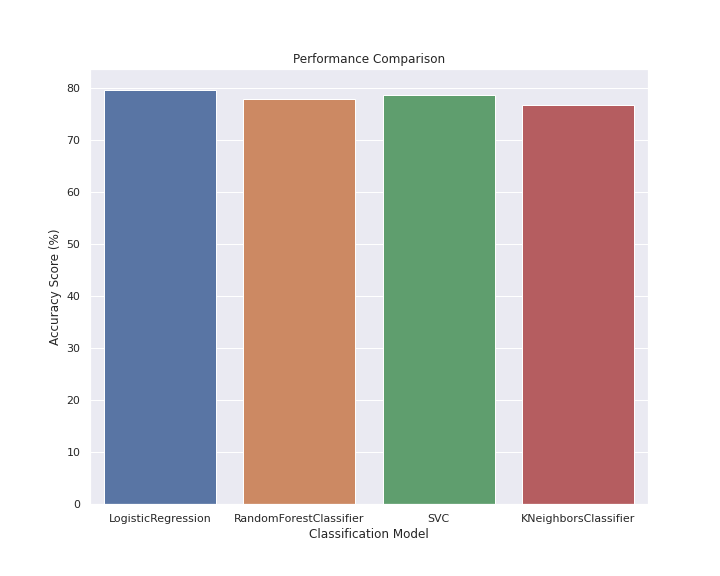 Performance Comparison
80
70
60
50
40
30
20
10
0
Accuracy Score (%)
LogisticRegression RandomForestClassifier SVC KNeighborsClassifier
Classification Model